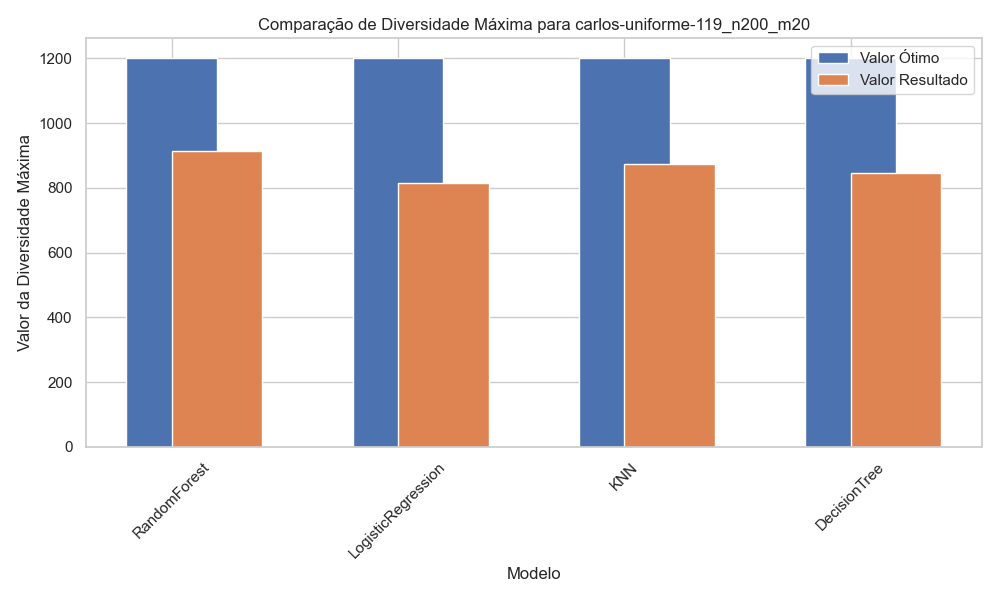 Comparação de Diversidade Máxima para carlos-uniforme-119_n200_m20
Valor Ótimo
Valor Resultado
Valor da Diversidade Máxima
1200
1000
800
600
400
200
0
RandomForest
LogisticRegression
KNN
DecisionTree
Modelo